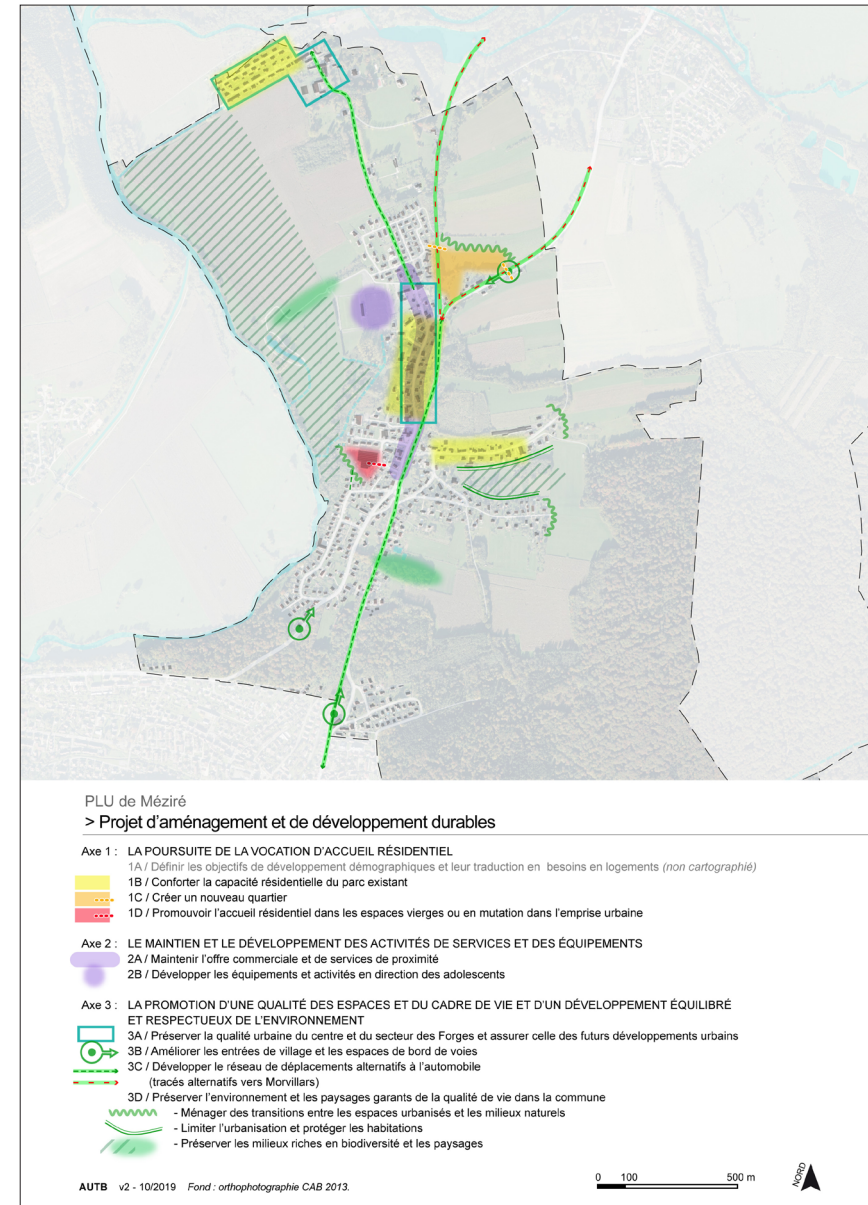 PLU de Méziré
> Projet d’aménagement et de développement durables
Axe 1 : LA POURSUITE DE LA VOCATION D’ACCUEIL RÉSIDENTIEL
1A / Définir les objectifs de développement démographiques et leur traduction en besoins en logements (non cartographié)
1B / Conforter la capacité résidentielle du parc existant
1C / Créer un nouveau quartier
1D / Promouvoir l’accueil résidentiel dans les espaces vierges ou en mutation dans l’emprise urbaine
Axe 2 : LE MAINTIEN ET LE DÉVELOPPEMENT DES ACTIVITÉS DE SERVICES ET DES ÉQUIPEMENTS
2A / Maintenir l’offre commerciale et de services de proximité
2B / Développer les équipements et activités en direction des adolescents
Axe 3 : LA PROMOTION D’UNE QUALITÉ DES ESPACES ET DU CADRE DE VIE ET D’UN DÉVELOPPEMENT ÉQUILIBRÉ
ET RESPECTUEUX DE L’ENVIRONNEMENT
3A / Préserver la qualité urbaine du centre et du secteur des Forges et assurer celle des futurs développements urbains
3B / Améliorer les entrées de village et les espaces de bord de voies
3C / Développer le réseau de déplacements alternatifs à l’automobile
(tracés alternatifs vers Morvillars)
3D / Préserver l’environnement et les paysages garants de la qualité de vie dans la commune
- Ménager des transitions entre les espaces urbanisés et les milieux naturels
- Limiter l’urbanisation et protéger les habitations
- Préserver les milieux riches en biodiversité et les paysages
AUTB v2 - 10/2019 Fond : orthophotographie CAB 2013.
0 100 500 m
NORD